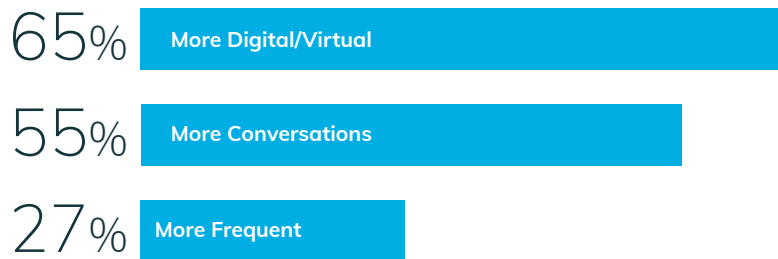 65% More Digital/Virtual
55% More Conversations
27% More Frequent